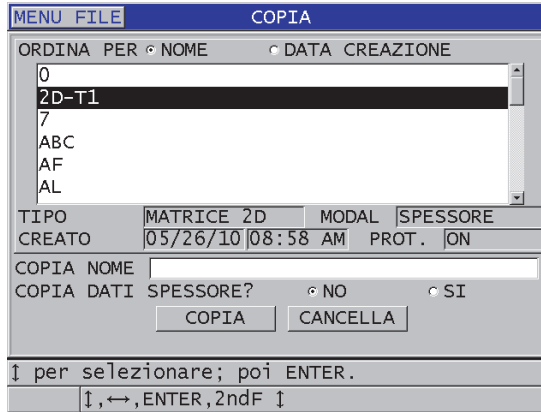 MENU FILE COPIA
ORDINA PER NOME DATA CREAZIONE
0
2D-T1
7
ABC
AF
AL
TIPO MATRICE 2D MODAL SPESSORE
CREATO 05/26/10 08:58 AM PROT. ON
COPIA NOME
COPIA DATI SPESSORE? NO SI
COPIA CANCELLA
↕ per selezionare; poi ENTER.
↕,↔,ENTER,2ndF ↕